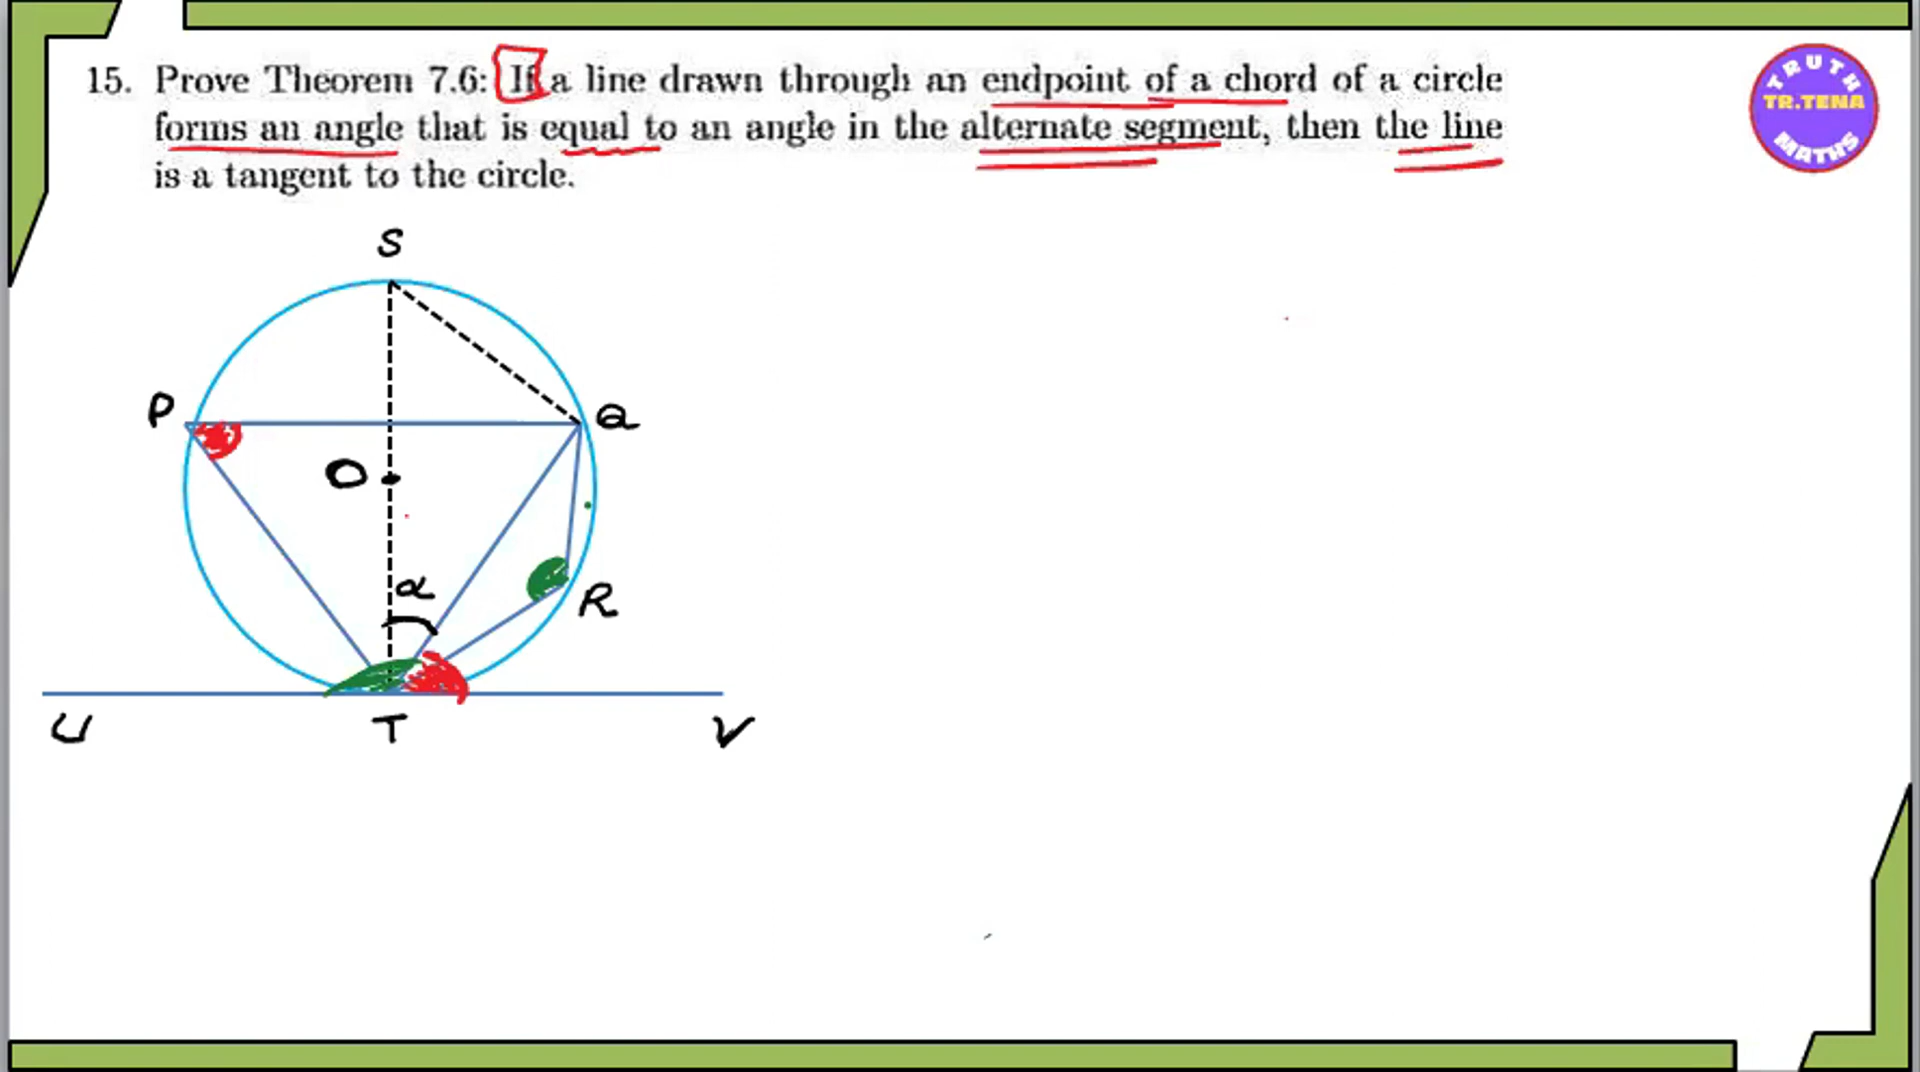 15. Prove Theorem 7.6: If a line drawn through an endpoint of a chord of a circle
forms an angle that is equal to an angle in the alternate segment, then the line
is a tangent to the circle.
TRUTH
TR.TENA
MATHS
S
P
Q
O
α
R
U
T
V